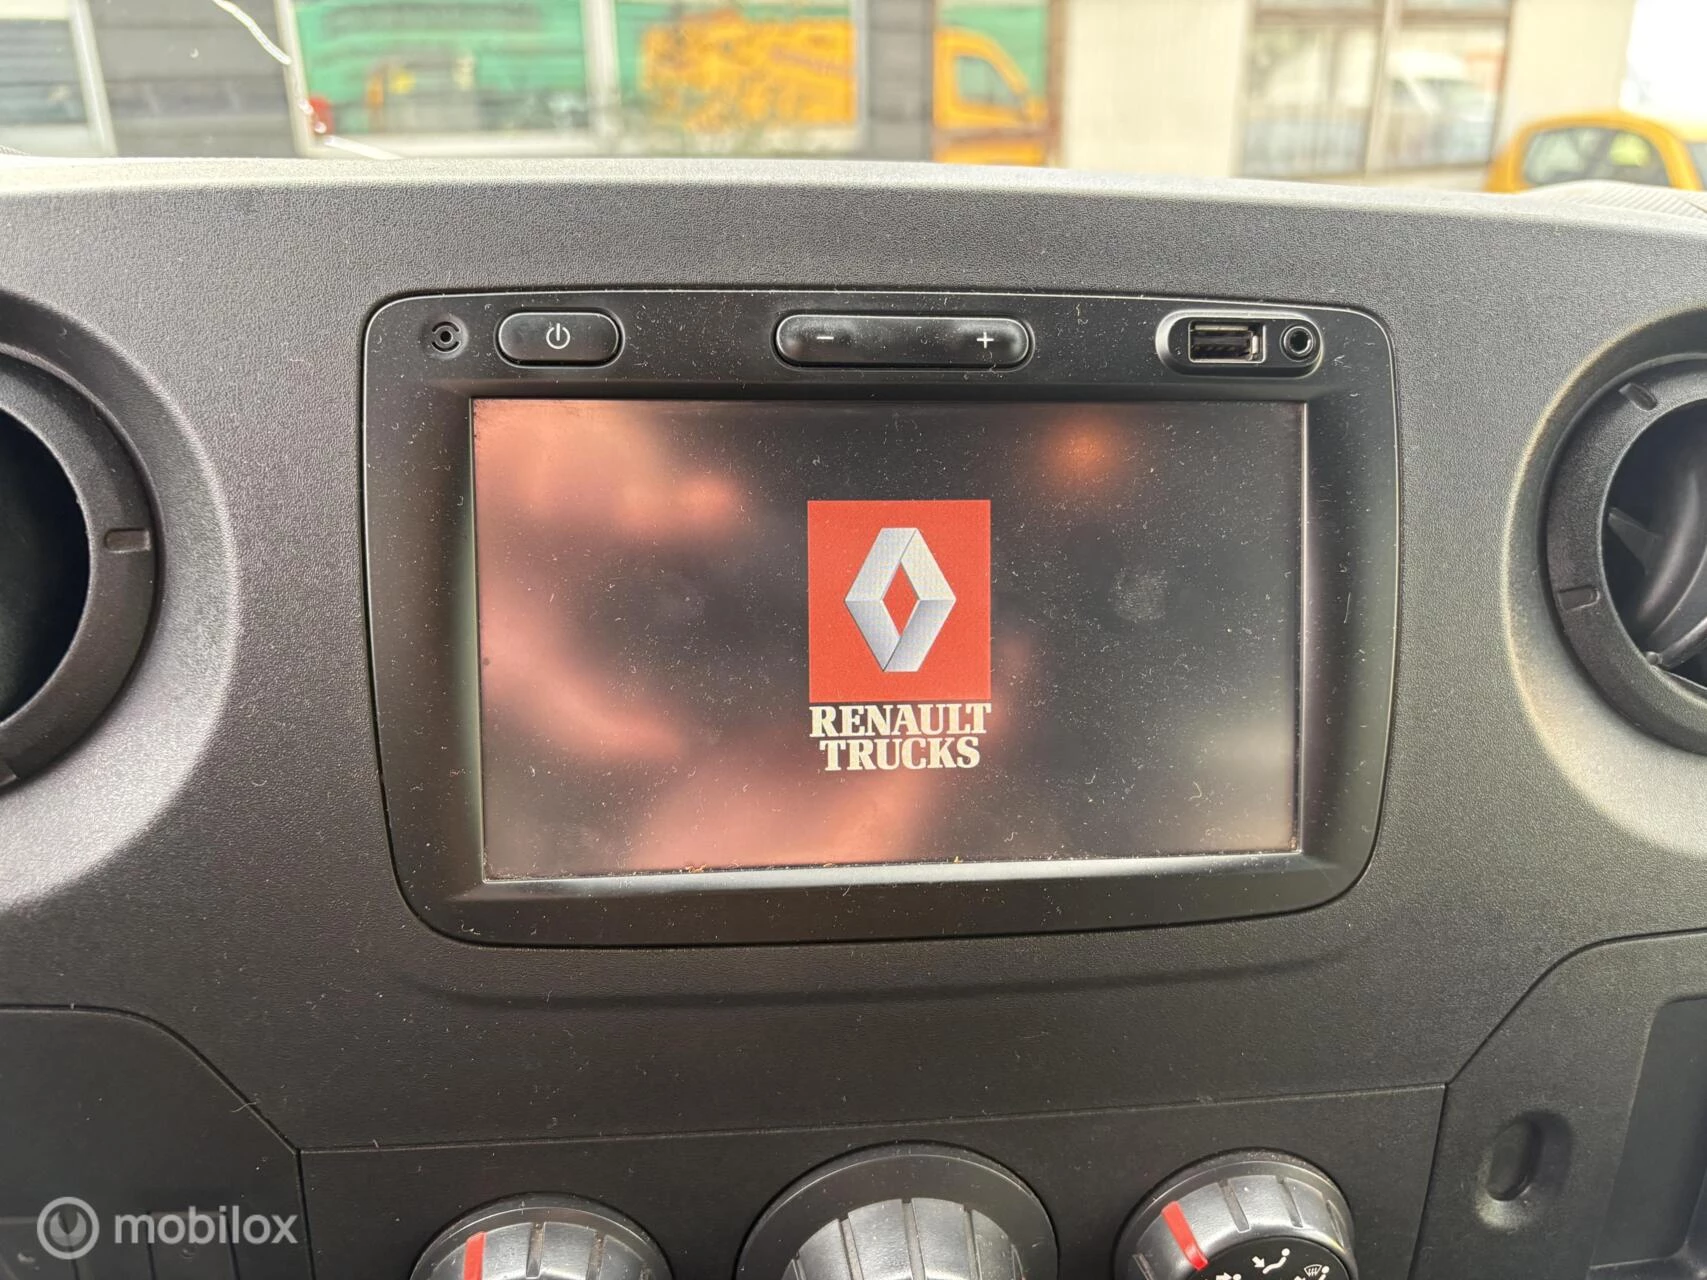 − +
RENAULT
TRUCKS
mobilox